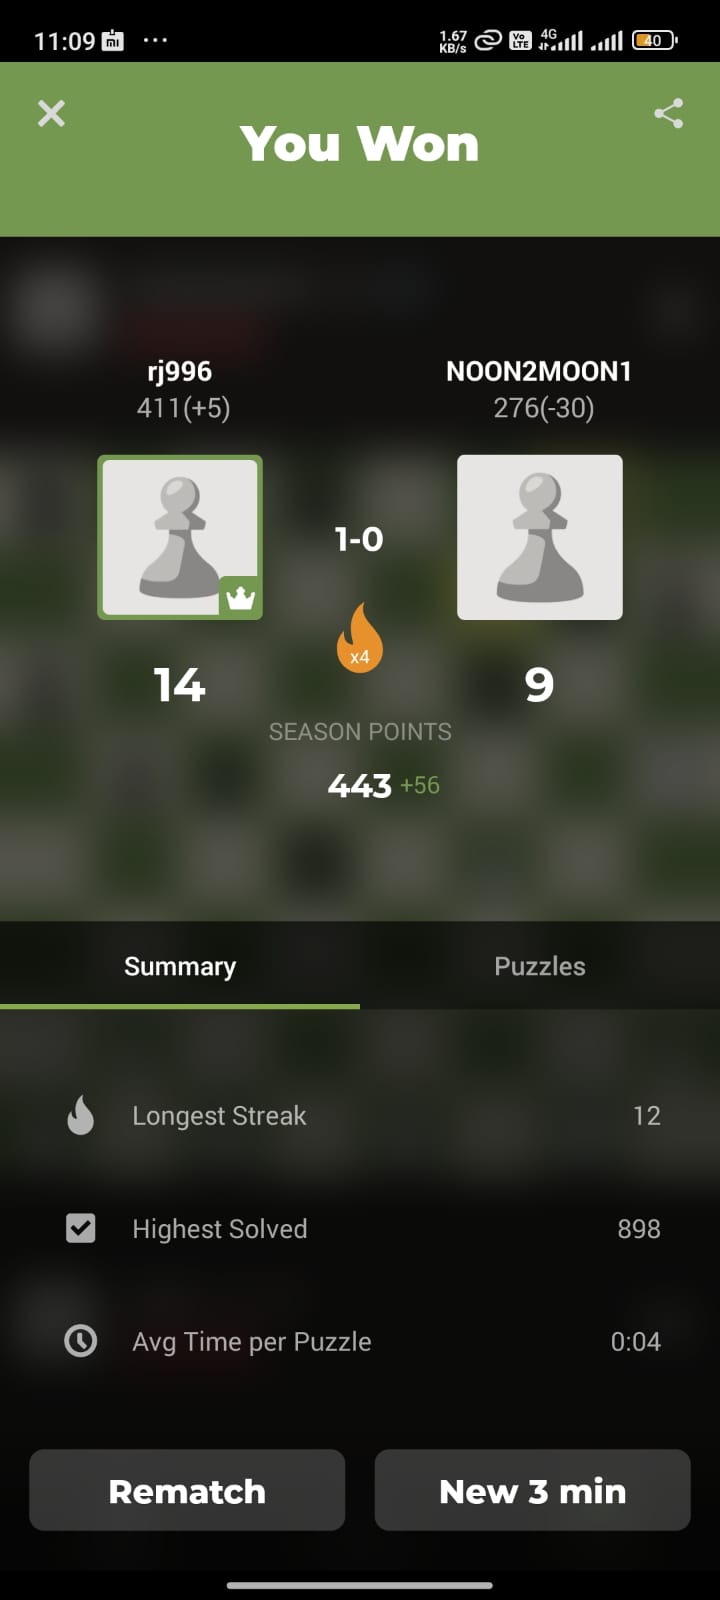 11:09
1.67 KB/s Vo LTE 4G 40
You Won
rj996 NOON2MOON1
411(+5) 276(-30)
1-0
x4
14 9
SEASON POINTS
443 +56
Summary Puzzles
Longest Streak 12
Highest Solved 898
Avg Time per Puzzle 0:04
Rematch New 3 min